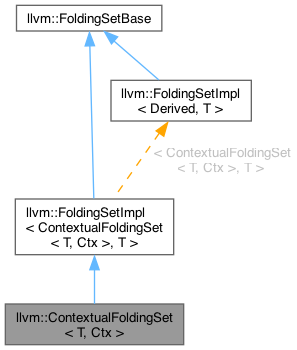 llvm::FoldingSetBase
llvm::FoldingSetImpl
< Derived, T >
< ContextualFoldingSet
< T, Ctx >, T >
llvm::FoldingSetImpl
< ContextualFoldingSet
< T, Ctx >, T >
llvm::ContextualFoldingSet
< T, Ctx >